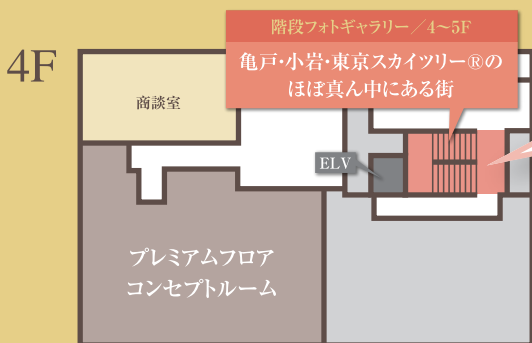 階段フォトギャラリー／4〜5F
亀戸・小岩・東京スカイツリー®の
ほぼ真ん中にある街
4F
商談室
ELV
プレミアムフロア
コンセプトルーム